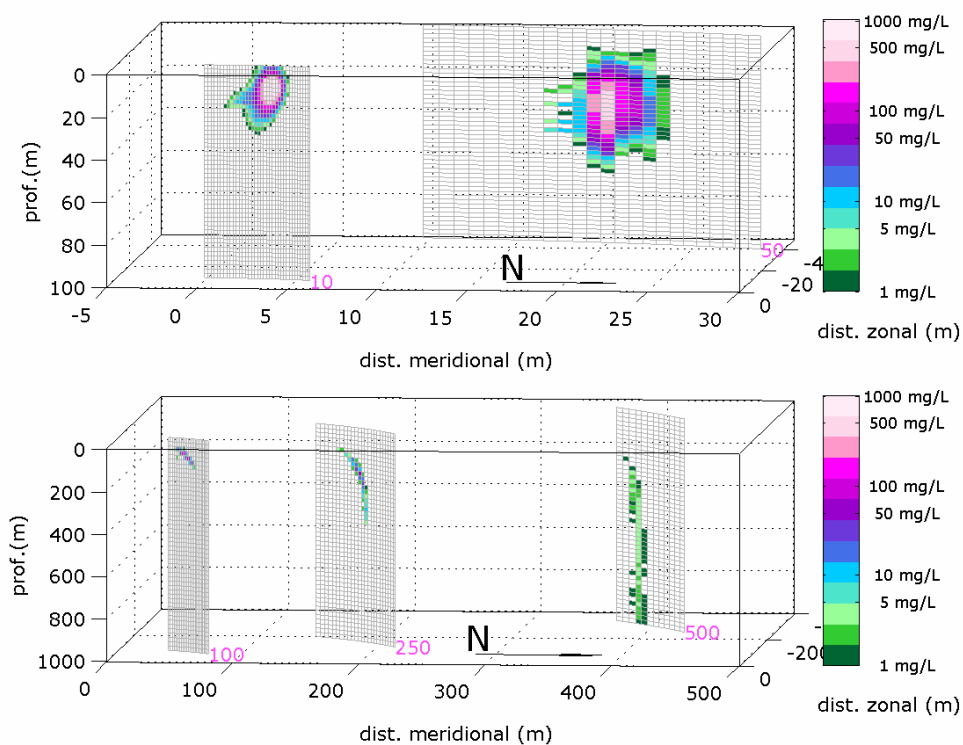 1000 mg/L
500 mg/L
100 mg/L
50 mg/L
10 mg/L
5 mg/L
1 mg/L
prof.(m)
0
20
40
60
80
100
10
N
50
-4
-20
0
-5 0 5 10 15 20 25 30
dist. meridional (m)
dist. zonal (m)
1000 mg/L
500 mg/L
100 mg/L
50 mg/L
10 mg/L
5 mg/L
1 mg/L
prof.(m)
0
200
400
600
800
1000
100
250
N
500
-200
0
0 100 200 300 400 500
dist. meridional (m)
dist. zonal (m)